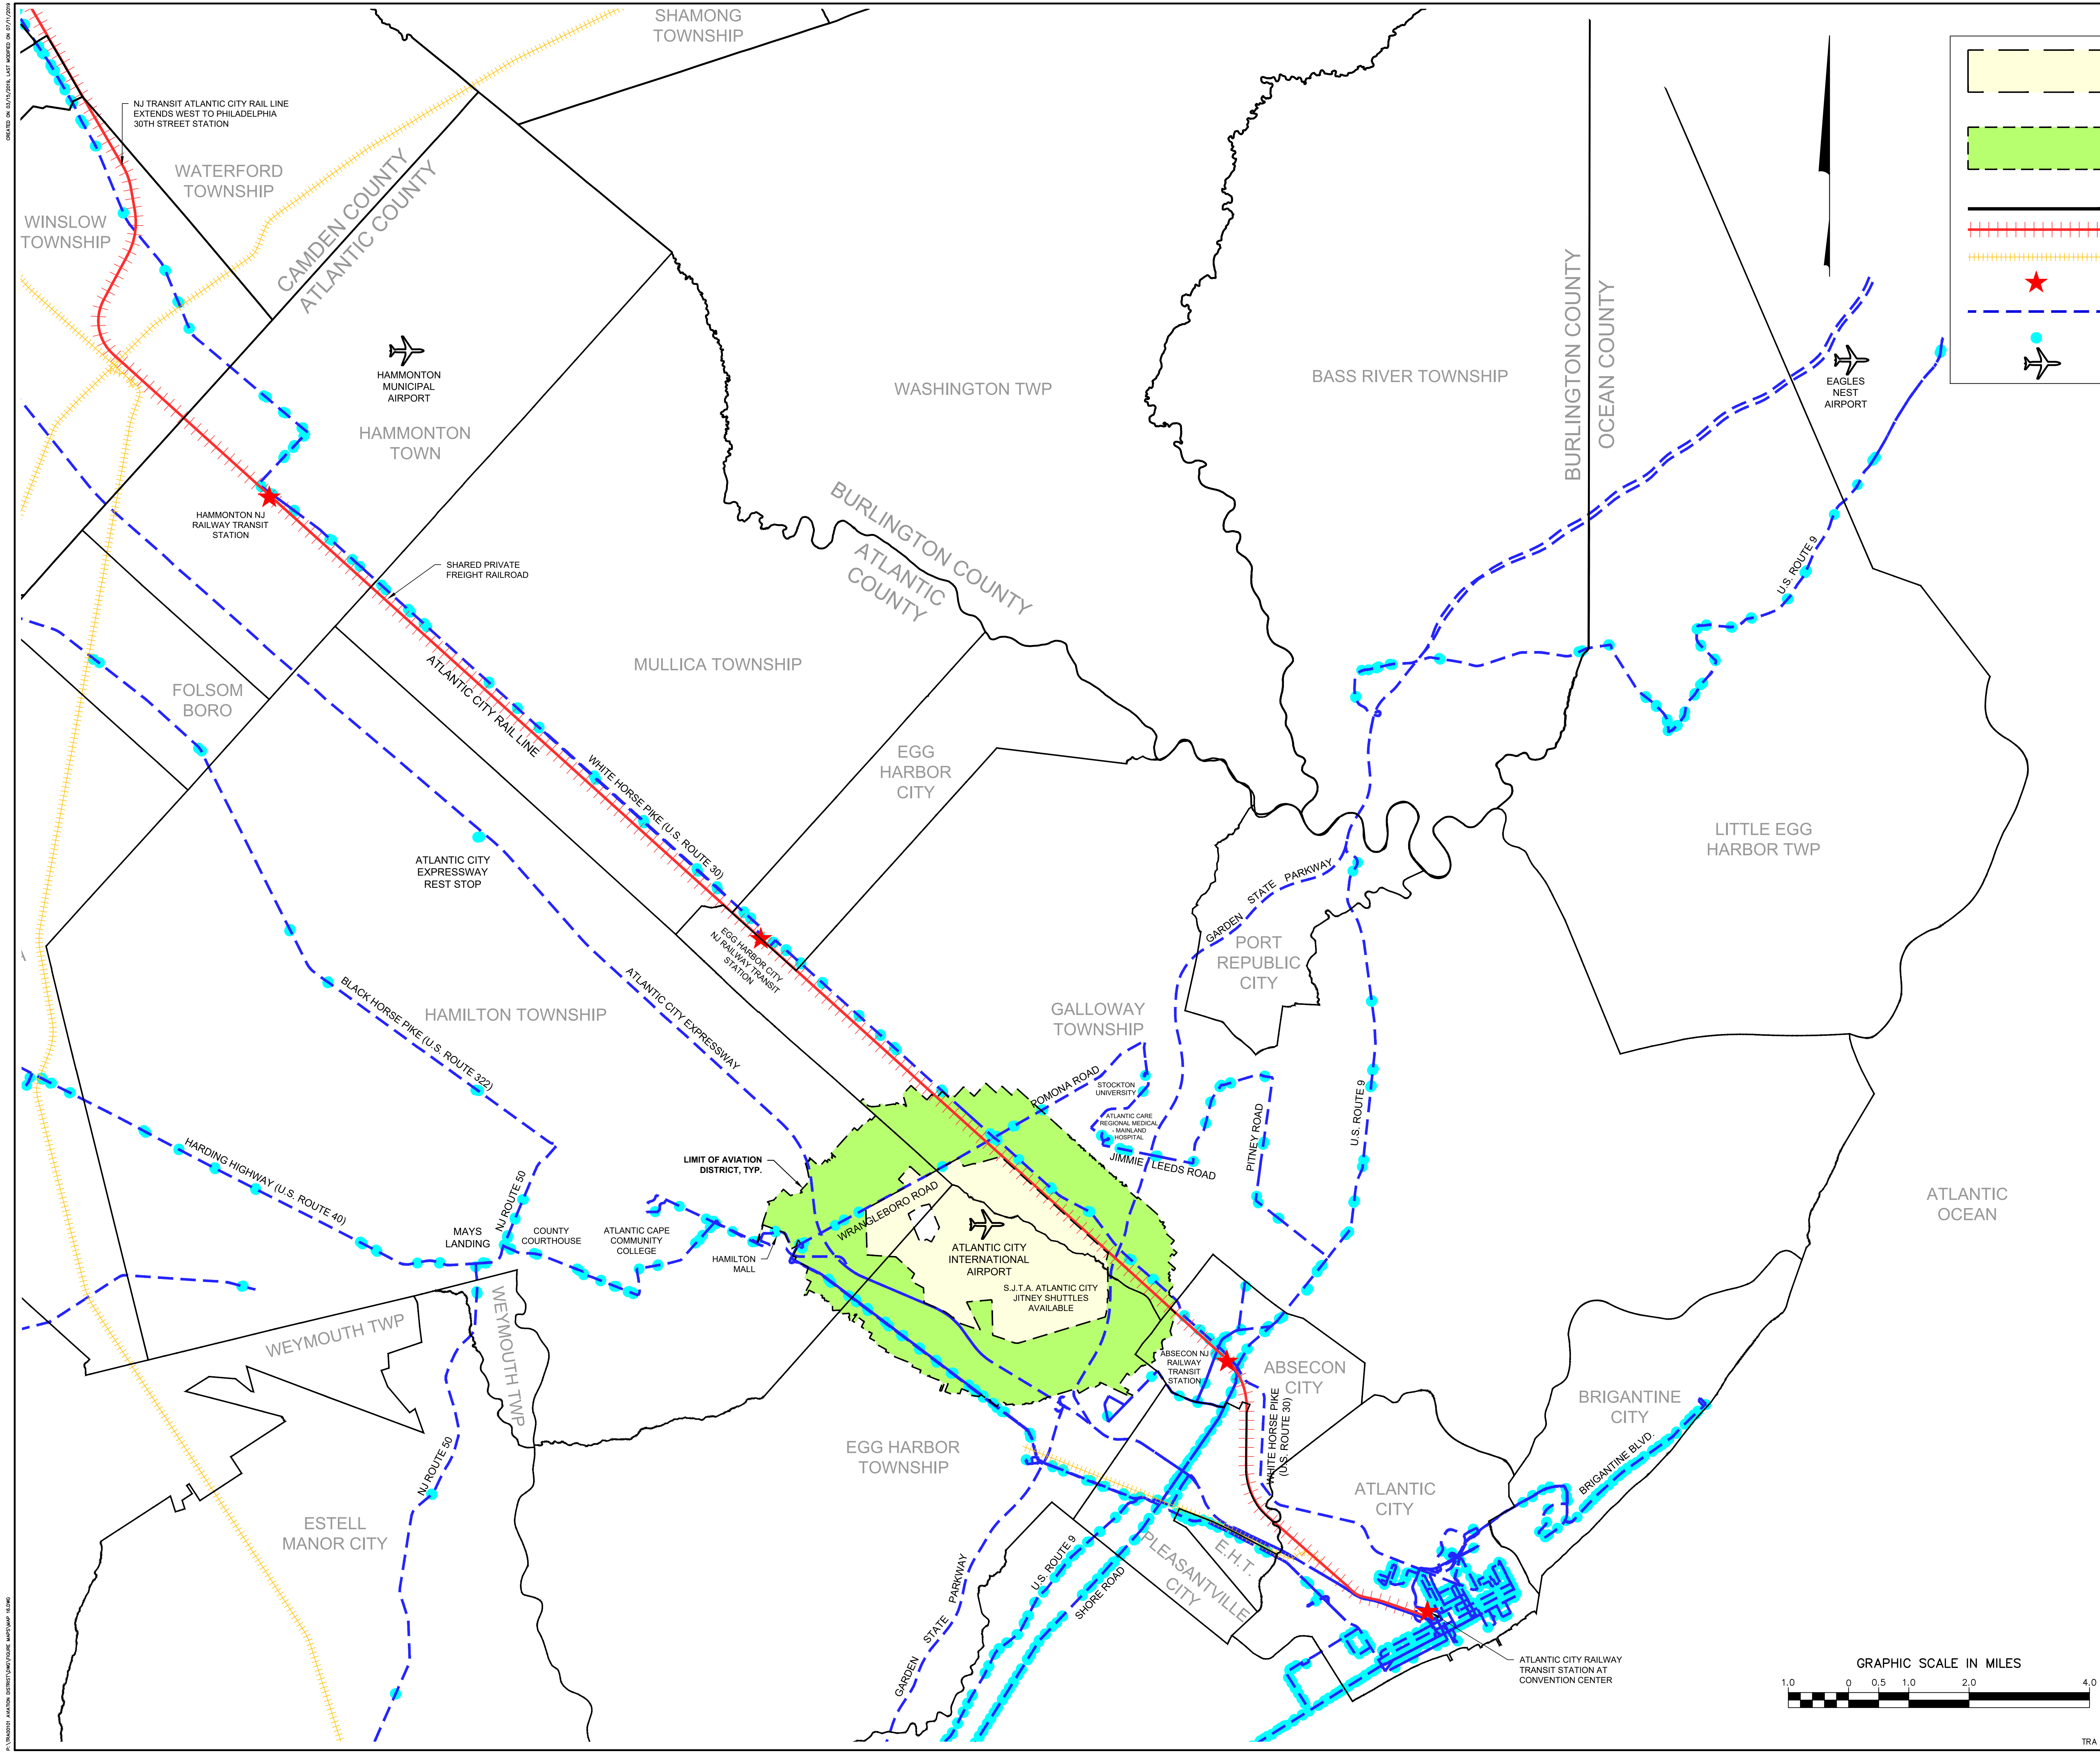 CREATED ON 02/15/2019, LAST MODIFIED ON 07/11/2019
SHAMONG
TOWNSHIP
NJ TRANSIT ATLANTIC CITY RAIL LINE
EXTENDS WEST TO PHILADELPHIA
30TH STREET STATION
WATERFORD
TOWNSHIP
WINSLOW
TOWNSHIP
CAMDEN COUNTY
ATLANTIC COUNTY
HAMMONTON
MUNICIPAL
AIRPORT
HAMMONTON
TOWN
WASHINGTON TWP
BASS RIVER TOWNSHIP
BURLINGTON COUNTY
OCEAN COUNTY
EAGLES
NEST
AIRPORT
HAMMONTON NJ
RAILWAY TRANSIT
STATION
SHARED PRIVATE
FREIGHT RAILROAD
BURLINGTON COUNTY
ATLANTIC
COUNTY
U.S. ROUTE 9
MULLICA TOWNSHIP
FOLSOM
BORO
ATLANTIC CITY RAIL LINE
WHITE HORSE PIKE (U.S. ROUTE 30)
EGG
HARBOR
CITY
LITTLE EGG
HARBOR TWP
ATLANTIC CITY
EXPRESSWAY
REST STOP
GARDEN STATE PARKWAY
PORT
REPUBLIC
CITY
EGG HARBOR CITY
NJ RAILWAY TRANSIT
STATION
ATLANTIC CITY EXPRESSWAY
BLACK HORSE PIKE (U.S. ROUTE 322)
HAMILTON TOWNSHIP
GALLOWAY
TOWNSHIP
POMONA ROAD
STOCKTON
UNIVERSITY
ATLANTIC CARE
REGIONAL MEDICAL
- MAINLAND
HOSPITAL
JIMMIE LEEDS ROAD
PITNEY ROAD
U.S. ROUTE 9
HARDING HIGHWAY (U.S. ROUTE 40)
LIMIT OF AVIATION
DISTRICT, TYP.
NJ ROUTE 50
MAYS
LANDING
COUNTY
COURTHOUSE
ATLANTIC CAPE
COMMUNITY
COLLEGE
HAMILTON
MALL
WRANGLEBORO ROAD
ATLANTIC CITY
INTERNATIONAL
AIRPORT
S.J.T.A. ATLANTIC CITY
JITNEY SHUTTLES
AVAILABLE
ATLANTIC
OCEAN
WEYMOUTH TWP
WEYMOUTH TWP
ABSECON NJ
RAILWAY
TRANSIT
STATION
ABSECON
CITY
WHITE HORSE PIKE
(U.S. ROUTE 30)
BRIGANTINE
CITY
BRIGANTINE BLVD.
EGG HARBOR
TOWNSHIP
NJ ROUTE 50
ATLANTIC
CITY
ESTELL
MANOR CITY
PLEASANTVILLE
CITY
E.H.T.
U.S. ROUTE 9
SHORE ROAD
GARDEN STATE PARKWAY
ATLANTIC CITY RAILWAY
TRANSIT STATION AT
CONVENTION CENTER
GRAPHIC SCALE IN MILES
1.0 0 0.5 1.0 2.0 4.0
TRA